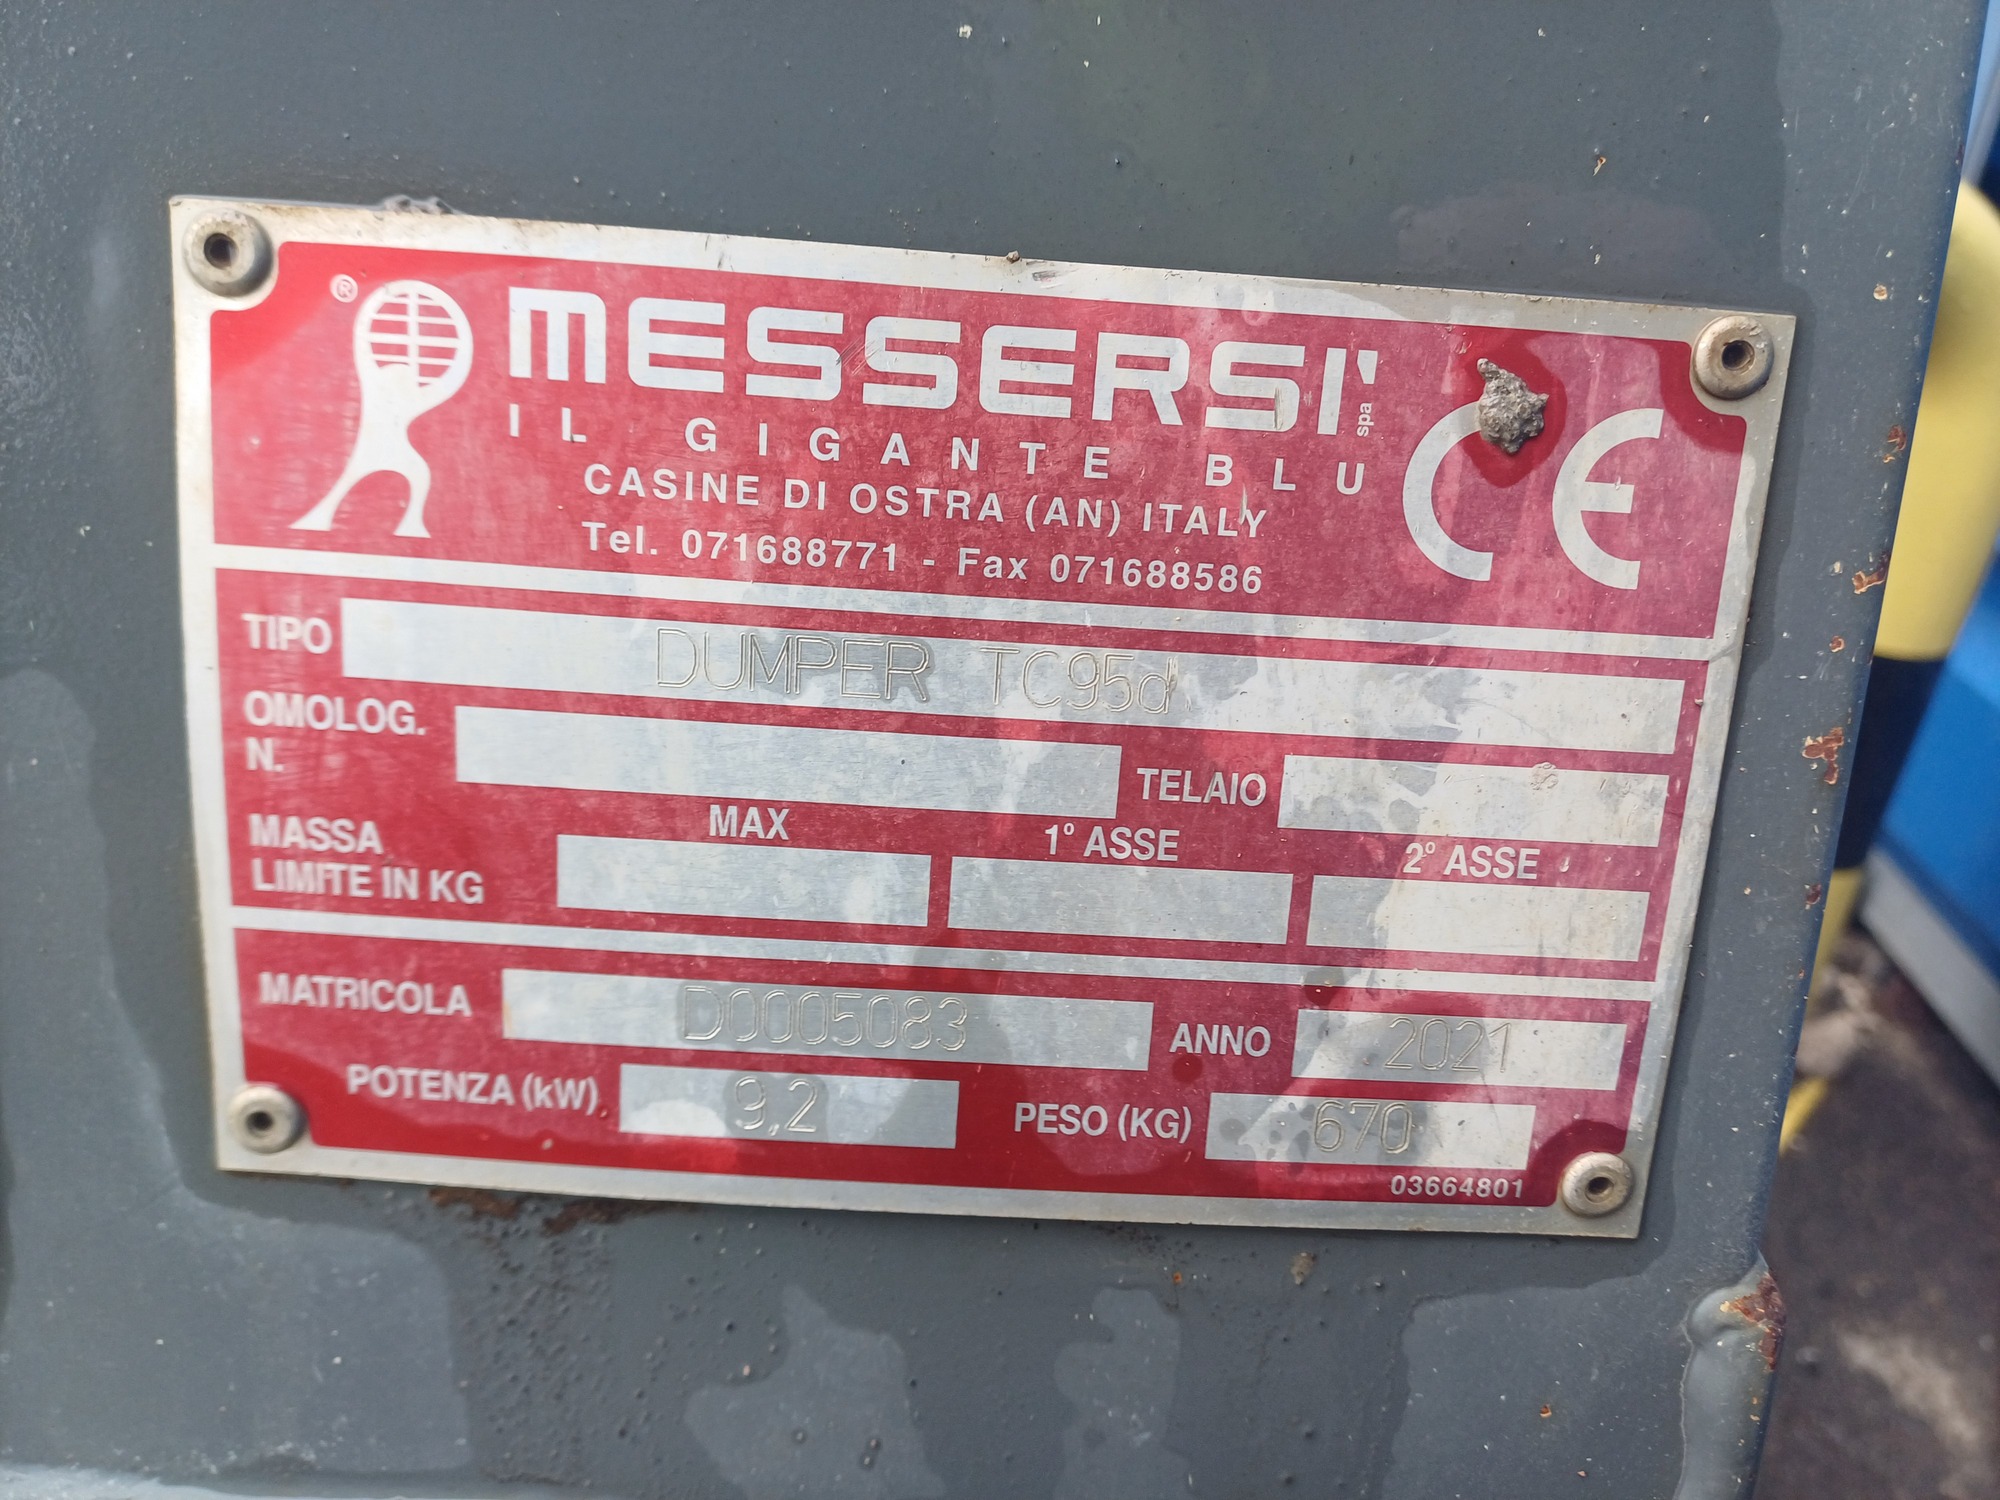 ® MESSERSI' spa
IL GIGANTE BLU
CASINE DI OSTRA (AN) ITALY
Tel. 071688771 - Fax 071688586
CE
TIPO DUMPER TC95d
OMOLOG. N. TELAIO
MASSA LIMITE IN KG MAX 1° ASSE 2° ASSE
MATRICOLA D0005083 ANNO 2021
POTENZA (kW) 9,2 PESO (KG) 670
03664801